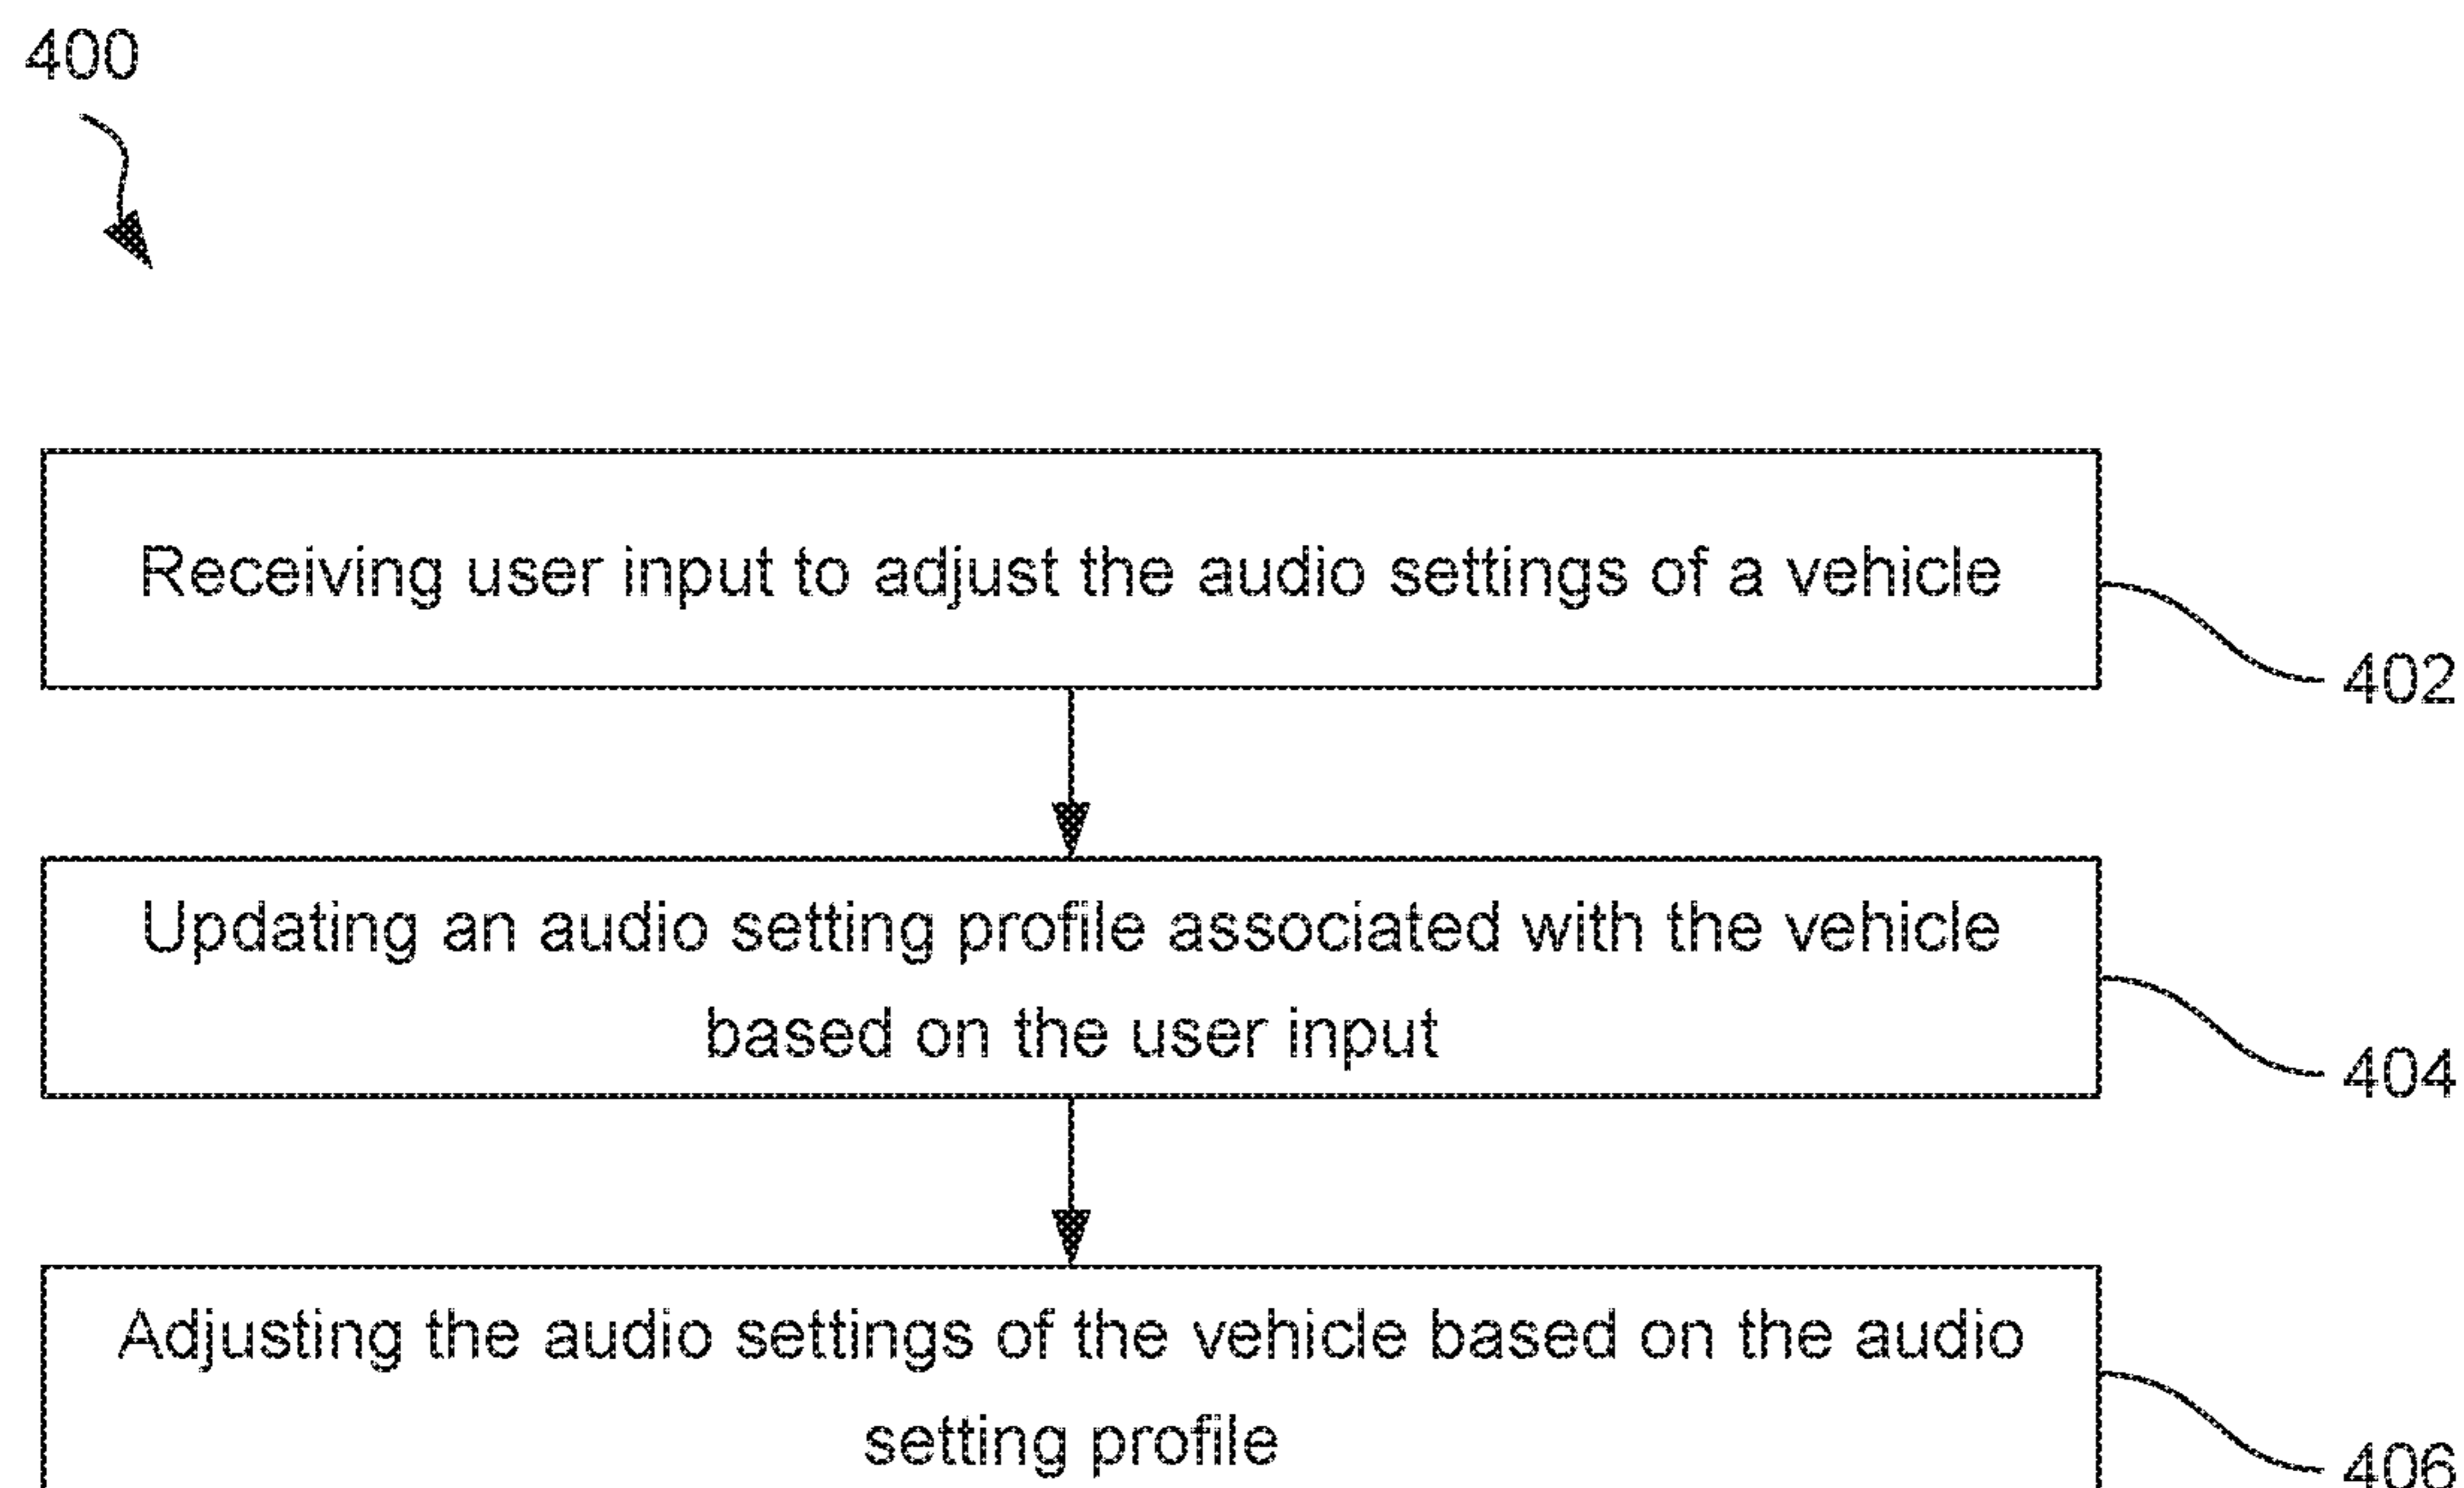 400
Receiving user input to adjust the audio settings of a vehicle
402
Updating an audio setting profile associated with the vehicle
based on the user input
404
Adjusting the audio settings of the vehicle based on the audio
setting profile
406